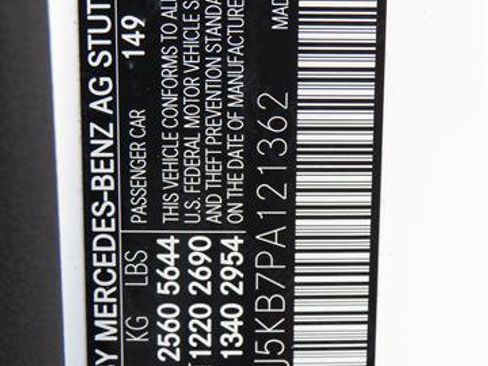 BY MERCEDES-BENZ AG STUT
KG LBS PASSENGER CAR 149
2560 5644 THIS VEHICLE CONFORMS TO AL
1220 2690 U.S. FEDERAL MOTOR VEHICLE S
1340 2954 AND THEFT PREVENTION STANDA
ON THE DATE OF MANUFACTURE
J5KB7PA121362 MAD